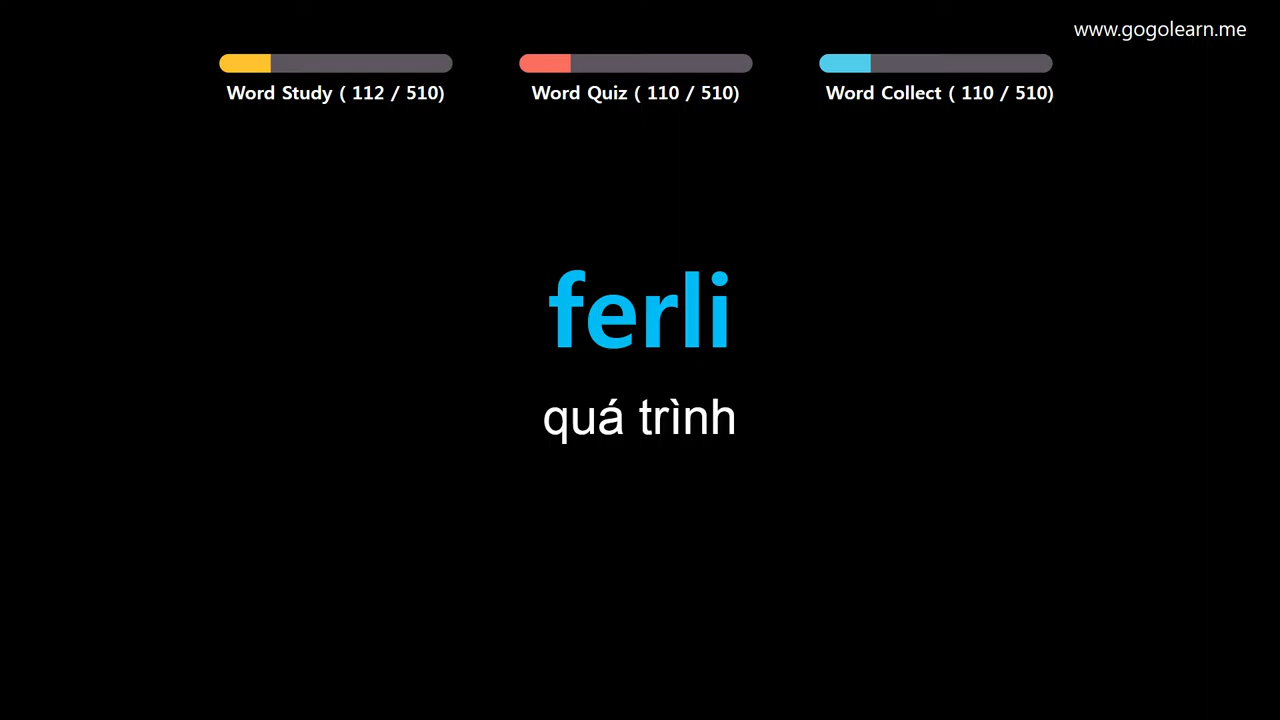 www.gogolearn.me
Word Study ( 112 / 510)
Word Quiz ( 110 / 510)
Word Collect ( 110 / 510)
ferli
quá trình